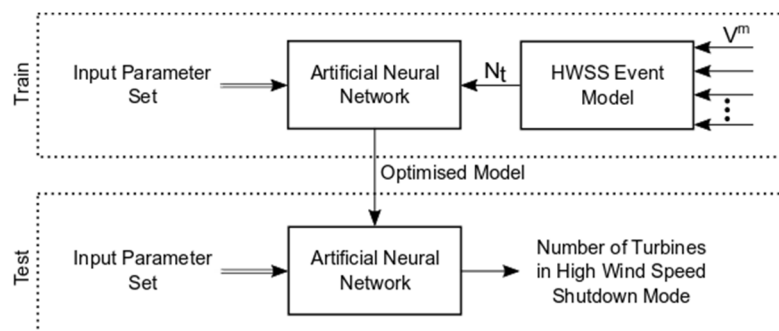 Train
Input Parameter
Set
Artificial Neural
Network
Nt
HWSS Event
Model
Vm
Optimised Model
Test
Input Parameter
Set
Artificial Neural
Network
Number of Turbines
in High Wind Speed
Shutdown Mode